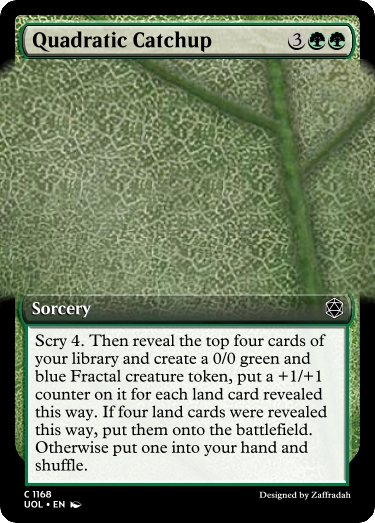 Quadratic Catchup 3
Sorcery
Scry 4. Then reveal the top four cards of
your library and create a 0/0 green and
blue Fractal creature token, put a +1/+1
counter on it for each land card revealed
this way. If four land cards were revealed
this way, put them onto the battlefield.
Otherwise put one into your hand and
shuffle.
C 1168
UOL • EN
Designed by Zaffradah